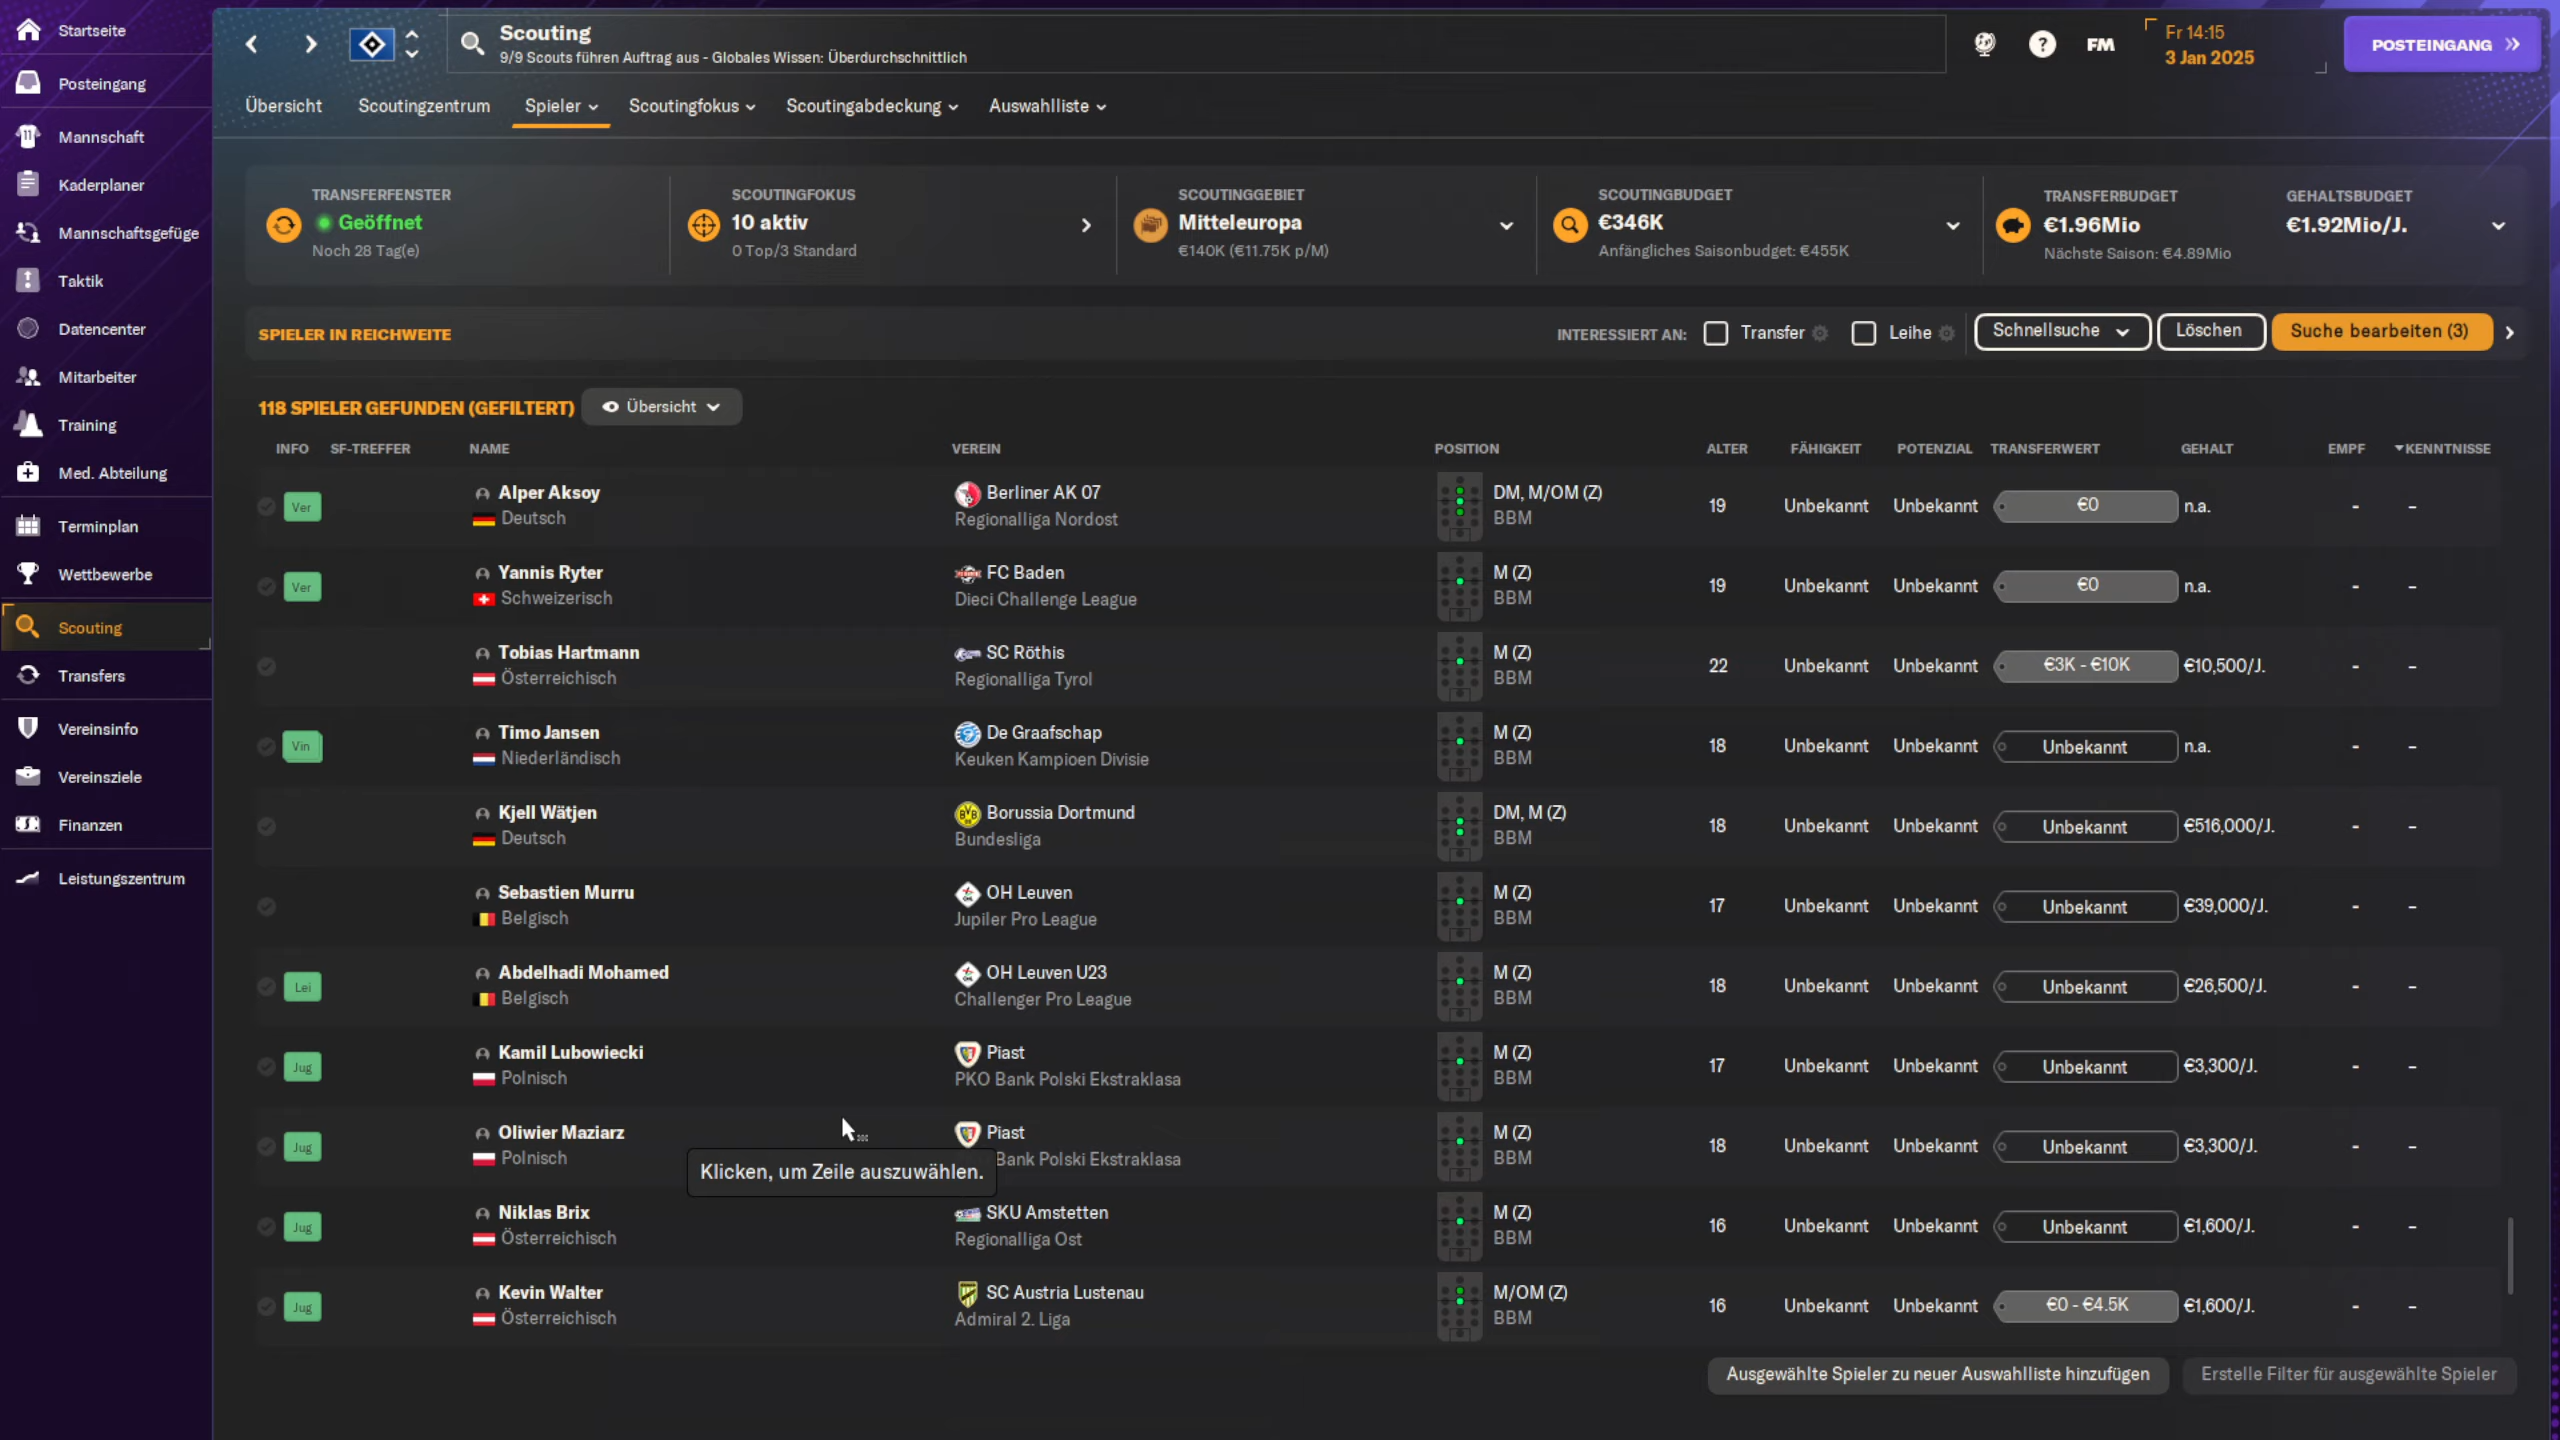 Startseite
Posteingang
Mannschaft
Kaderplaner
Mannschaftsgefüge
Taktik
Datencenter
Mitarbeiter
Training
Med. Abteilung
Terminplan
Wettbewerbe
Scouting
Transfers
Vereinsinfo
Vereinsziele
Finanzen
Leistungszentrum
Scouting
9/9 Scouts führen Auftrag aus - Globales Wissen: Überdurchschnittlich
FM
Fr 14:15
3 Jan 2025
POSTEINGANG
Übersicht Scoutingzentrum Spieler Scoutingfokus Scoutingabdeckung Auswahlliste
TRANSFERFENSTER
Geöffnet
Noch 28 Tag(e)
SCOUTINGFOKUS
10 aktiv
0 Top/3 Standard
SCOUTINGGEBIET
Mitteleuropa
€140K (€11.75K p/M)
SCOUTINGBUDGET
€346K
Anfängliches Saisonbudget: €455K
TRANSFERBUDGET
€1.96Mio
Nächste Saison: €4.89Mio
GEHALTSBUDGET
€1.92Mio/J.
SPIELER IN REICHWEITE INTERESSIERT AN: Transfer Leihe Schnellsuche Löschen Suche bearbeiten (3)
118 SPIELER GEFUNDEN (GEFILTERT) Übersicht
INFO SF-TREFFER NAME VEREIN POSITION ALTER FÄHIGKEIT POTENZIAL TRANSFERWERT GEHALT EMPF KENNTNISSE
Ver Alper Aksoy Berliner AK 07 DM, M/OM (Z) 19 Unbekannt Unbekannt €0 n.a. - -
Deutsch Regionalliga Nordost BBM
Ver Yannis Ryter FC Baden M (Z) 19 Unbekannt Unbekannt €0 n.a. - -
Schweizerisch Dieci Challenge League BBM
Tobias Hartmann SC Röthis M (Z) 22 Unbekannt Unbekannt €3K - €10K €10,500/J. - -
Österreichisch Regionalliga Tyrol BBM
Vin Timo Jansen De Graafschap M (Z) 18 Unbekannt Unbekannt Unbekannt n.a. - -
Niederländisch Keuken Kampioen Divisie BBM
Kjell Wätjen Borussia Dortmund DM, M (Z) 18 Unbekannt Unbekannt Unbekannt €516,000/J. - -
Deutsch Bundesliga BBM
Sebastien Murru OH Leuven M (Z) 17 Unbekannt Unbekannt Unbekannt €39,000/J. - -
Belgisch Jupiler Pro League BBM
Lei Abdelhadi Mohamed OH Leuven U23 M (Z) 18 Unbekannt Unbekannt Unbekannt €26,500/J. - -
Belgisch Challenger Pro League BBM
Jug Kamil Lubowiecki Piast M (Z) 17 Unbekannt Unbekannt Unbekannt €3,300/J. - -
Polnisch PKO Bank Polski Ekstraklasa BBM
Jug Oliwier Maziarz Piast M (Z) 18 Unbekannt Unbekannt Unbekannt €3,300/J. - -
Polnisch Bank Polski Ekstraklasa BBM
Klicken, um Zeile auszuwählen.
Jug Niklas Brix SKU Amstetten M (Z) 16 Unbekannt Unbekannt Unbekannt €1,600/J. - -
Österreichisch Regionalliga Ost BBM
Jug Kevin Walter SC Austria Lustenau M/OM (Z) 16 Unbekannt Unbekannt €0 - €4.5K €1,600/J. - -
Österreichisch Admiral 2. Liga BBM
Ausgewählte Spieler zu neuer Auswahlliste hinzufügen Erstelle Filter für ausgewählte Spieler